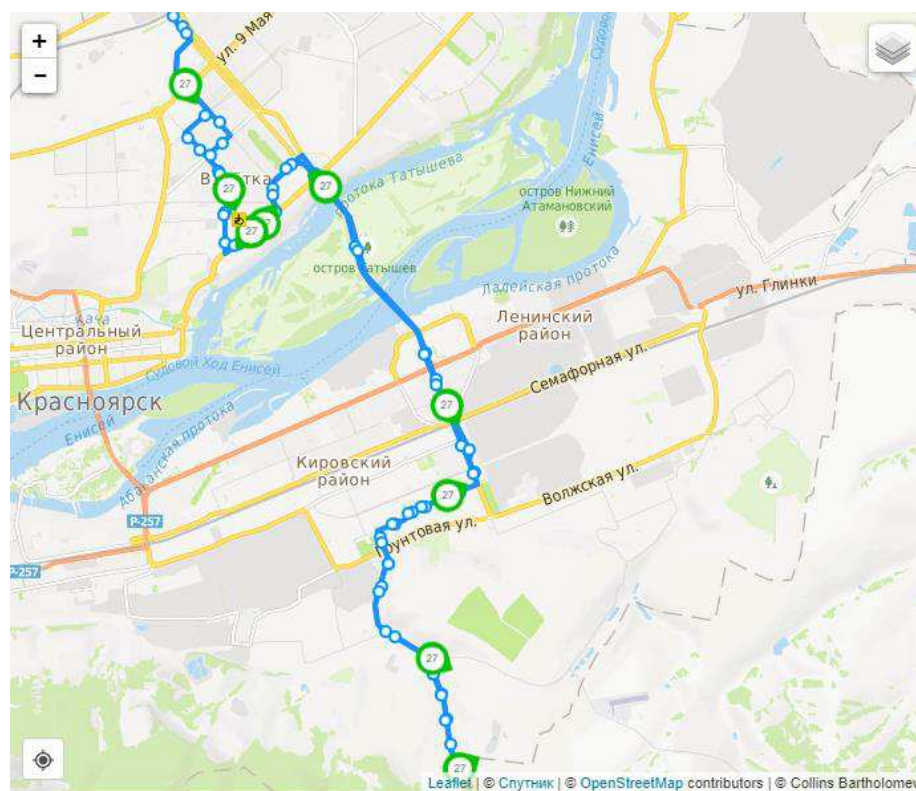 +
−
ул. 9 Мая
27
27
27
27
протока Татышева
остров Татышев
остров Нижний
Атамановский
Енисей
Ладейская протока
ул. Глинки
Ленинский
район
Семафорная ул.
Кача
Центральный
район
Судовой Ход Енисей
Красноярск
Енисей
Абаканская протока
27
Кировский
район
27
Волжская ул.
Грунтовая ул.
Р-257
Р-257
27
27
Leaflet | © Спутник | © OpenStreetMap contributors | © Collins Bartholomew